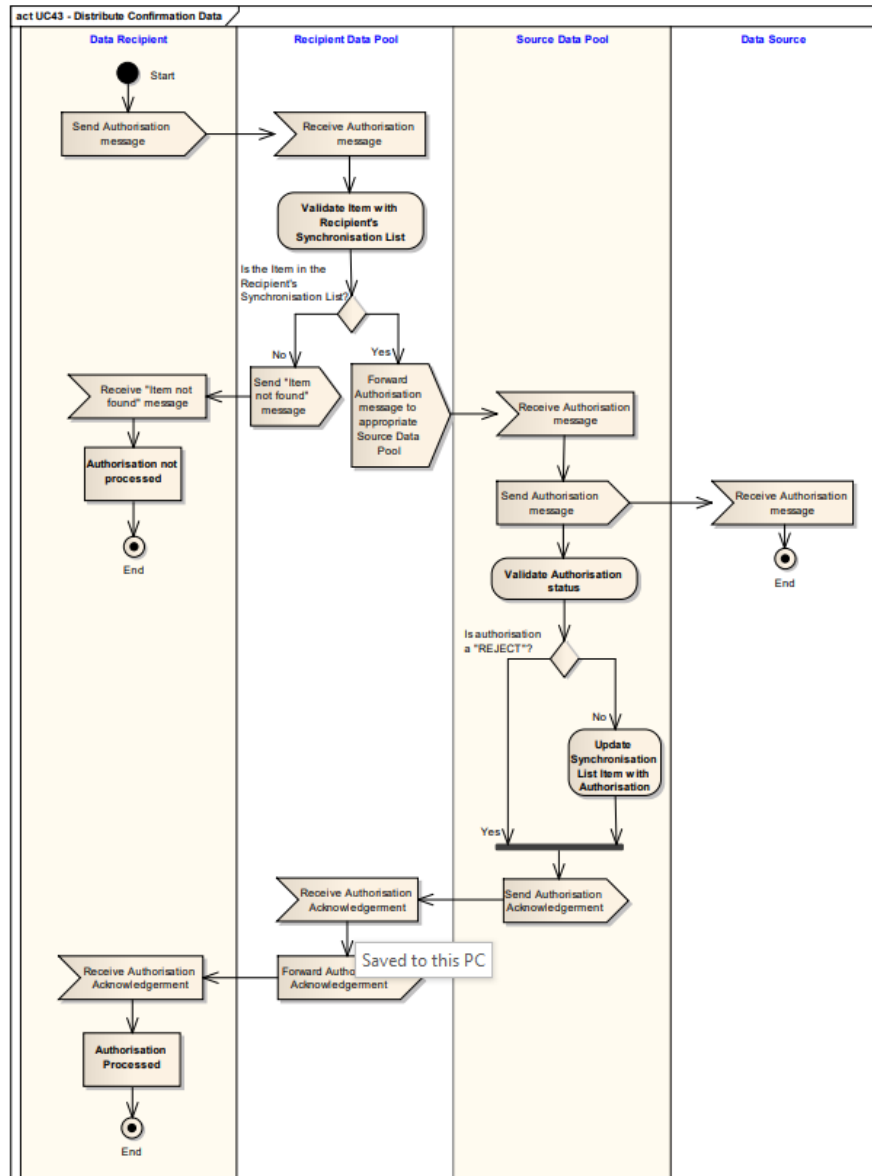 act UC43 - Distribute Confirmation Data
Data Recipient
Recipient Data Pool
Source Data Pool
Data Source
Start
Send Authorisation
message
Receive Authorisation
message
Validate Item with
Recipient's
Synchronisation List
Is the Item in the
Recipient's
Synchronisation List?
No
Yes
Receive "Item not
found" message
Send "Item
not found"
message
Forward
Authorisation
message to
appropriate
Source Data
Pool
Receive Authorisation
message
Authorisation not
processed
Send Authorisation
message
Receive Authorisation
message
End
End
Validate Authorisation
status
Is authorisation
a "REJECT"?
No
Update
Synchronisation
List Item with
Authorisation
Yes
Receive Authorisation
Acknowledgerment
Send Authorisation
Acknowledgerment
Saved to this PC
Receive Authorisation
Acknowledgerment
Forward Autho
Acknowledgerment
Authorisation
Processed
End